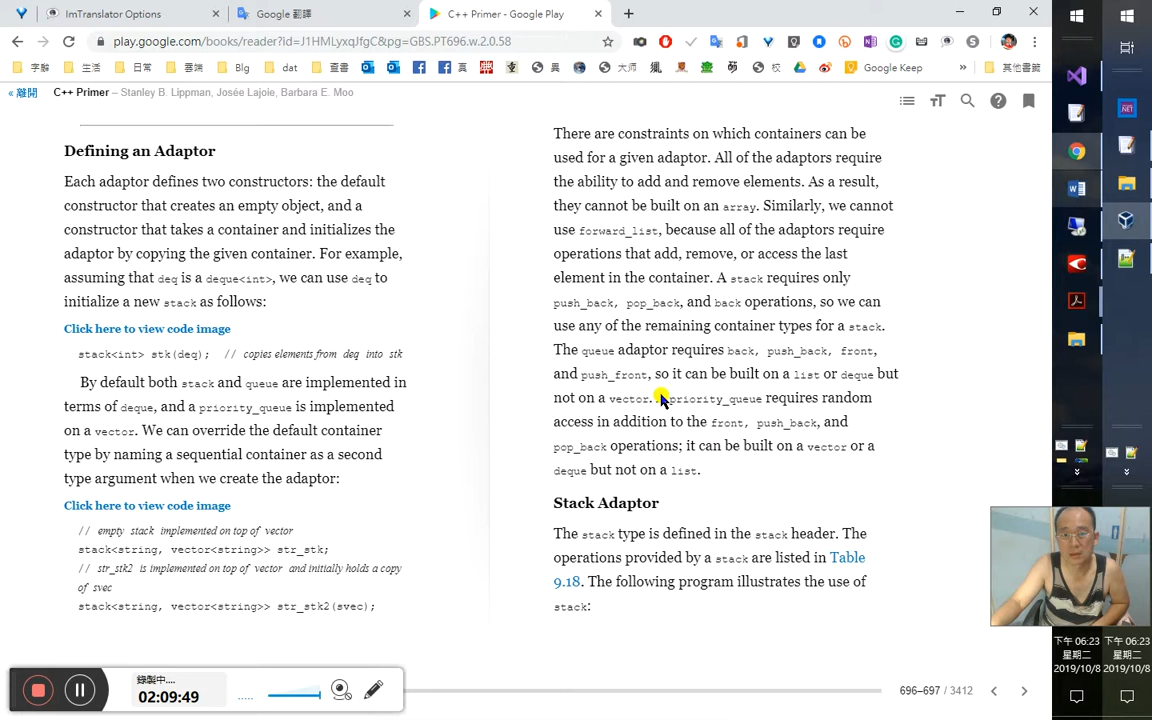 ImTranslator Options
Google 翻譯
C++ Primer - Google Play
play.google.com/books/reader?id=J1HMLyxqJfgC&pg=GBS.PT696.w.2.0.58
字辭
生活
日常
雲端
Blg
dat
查書
真
異
大师
校
Google Keep
其他書籤
« 離開
C++ Primer – Stanley B. Lippman, Josée Lajoie, Barbara E. Moo
Defining an Adaptor
Each adaptor defines two constructors: the default
constructor that creates an empty object, and a
constructor that takes a container and initializes the
adaptor by copying the given container. For example,
assuming that deq is a deque<int>, we can use deq to
initialize a new stack as follows:
Click here to view code image
stack<int> stk(deq); // copies elements from deq into stk
By default both stack and queue are implemented in
terms of deque, and a priority_queue is implemented
on a vector. We can override the default container
type by naming a sequential container as a second
type argument when we create the adaptor:
Click here to view code image
// empty stack implemented on top of vector
stack<string, vector<string>> str_stk;
// str_stk2 is implemented on top of vector and initially holds a copy
of svec
stack<string, vector<string>> str_stk2(svec);
There are constraints on which containers can be
used for a given adaptor. All of the adaptors require
the ability to add and remove elements. As a result,
they cannot be built on an array. Similarly, we cannot
use forward_list, because all of the adaptors require
operations that add, remove, or access the last
element in the container. A stack requires only
push_back, pop_back, and back operations, so we can
use any of the remaining container types for a stack.
The queue adaptor requires back, push_back, front,
and push_front, so it can be built on a list or deque but
not on a vector. priority_queue requires random
access in addition to the front, push_back, and
pop_back operations; it can be built on a vector or a
deque but not on a list.
Stack Adaptor
The stack type is defined in the stack header. The
operations provided by a stack are listed in Table
9.18. The following program illustrates the use of
stack:
696–697 / 3412
錄製中....
02:09:49
下午 06:23
星期二
2019/10/8
下午 06:23
星期二
2019/10/8